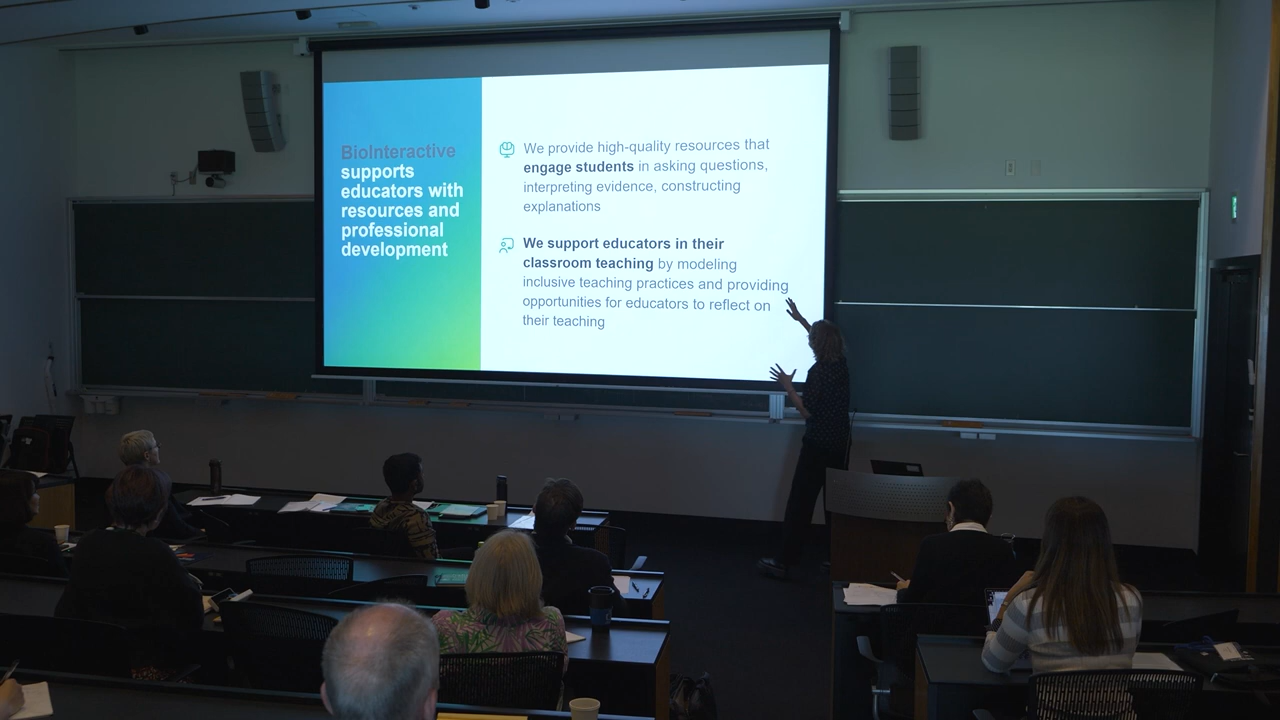 BioInteractive
supports
educators with
resources and
professional
development
We provide high-quality resources that
engage students in asking questions,
interpreting evidence, constructing
explanations
We support educators in their
classroom teaching by modeling
inclusive teaching practices and providing
opportunities for educators to reflect on
their teaching